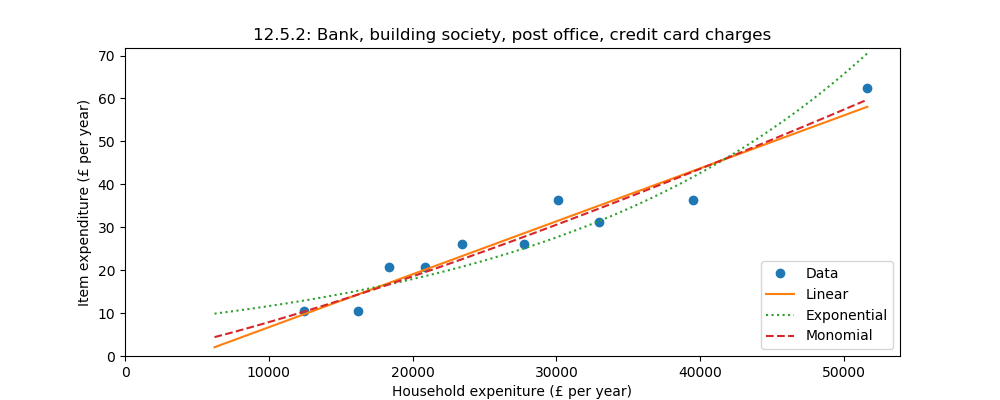 12.5.2: Bank, building society, post office, credit card charges
Item expenditure (£ per year)
70
60
50
40
30
20
10
0
0 10000 20000 30000 40000 50000
Household expeniture (£ per year)
Data
Linear
Exponential
Monomial